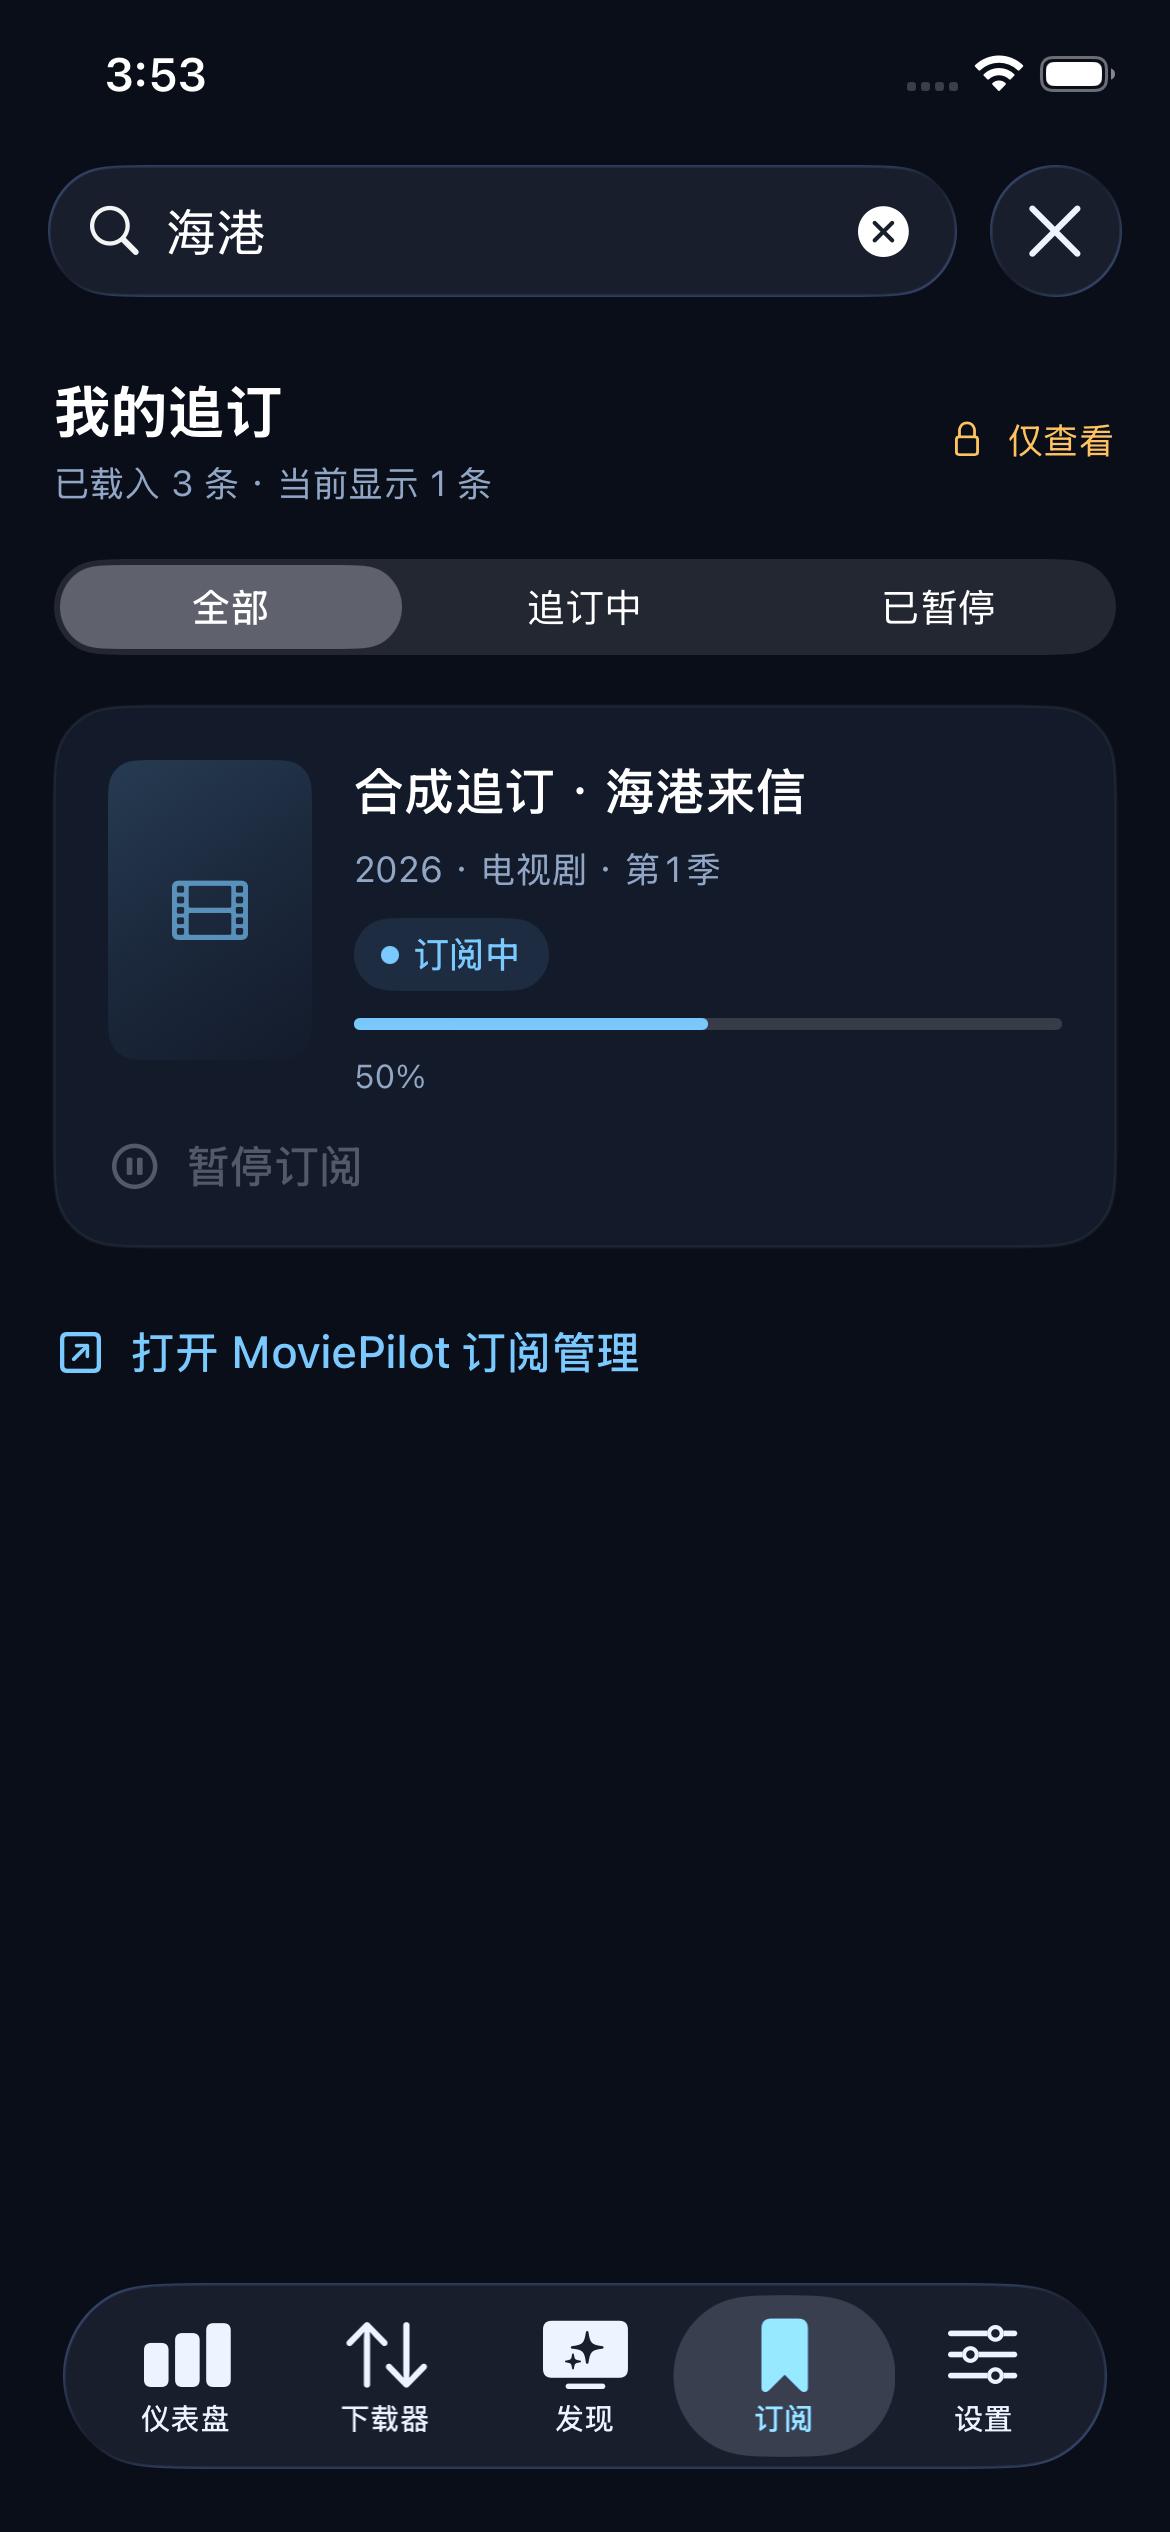 3:53
海港
我的追订
仅查看
已载入 3 条 · 当前显示 1 条
全部
追订中
已暂停
合成追订 · 海港来信
2026 · 电视剧 · 第1季
订阅中
50%
暂停订阅
打开 MoviePilot 订阅管理
仪表盘
下载器
发现
订阅
设置